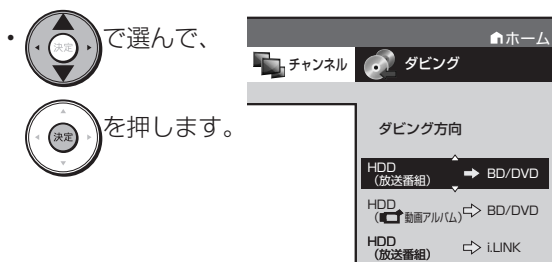 ・決定で選んで、
決定を押します。
ホーム
チャンネル ダビング
ダビング方向
HDD
（放送番組） ➡ BD/DVD
HDD
（動画アルバム） ⇨ BD/DVD
HDD
（放送番組） ⇨ i.LINK